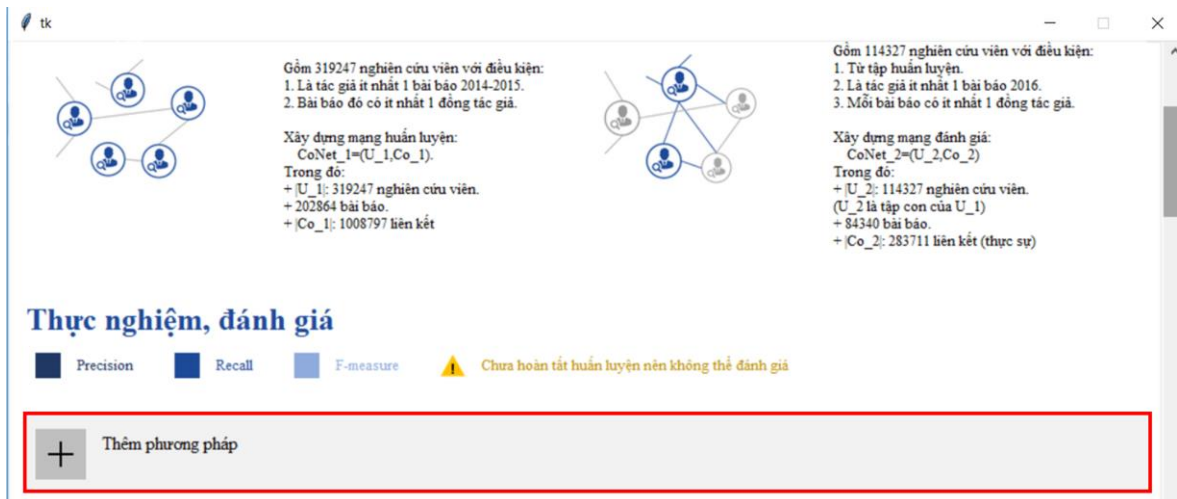 tk
Gồm 319247 nghiên cứu viên với điều kiện:
1. Là tác giả ít nhất 1 bài báo 2014-2015.
2. Bài báo đó có ít nhất 1 đồng tác giả.
Xây dựng mạng huấn luyện:
CoNet_1=(U_1,Co_1).
Trong đó:
+ |U_1|: 319247 nghiên cứu viên.
+ 202864 bài báo.
+ |Co_1|: 1008797 liên kết
Gồm 114327 nghiên cứu viên với điều kiện:
1. Từ tập huấn luyện.
2. Là tác giả ít nhất 1 bài báo 2016.
3. Mỗi bài báo có ít nhất 1 đồng tác giả.
Xây dựng mạng đánh giá:
CoNet_2=(U_2,Co_2)
Trong đó:
+ |U_2|: 114327 nghiên cứu viên.
(U_2 là tập con của U_1)
+ 84340 bài báo.
+ |Co_2|: 283711 liên kết (thực sự)
Thực nghiệm, đánh giá
Precision Recall F-measure Chưa hoàn tất huấn luyện nên không thể đánh giá
Thêm phương pháp